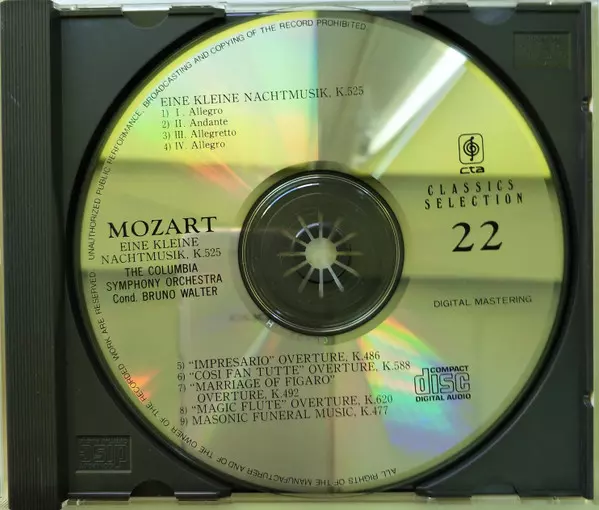 UNAUTHORIZED PUBLIC PERFORMANCE, BROADCASTING AND COPYING OF THE RECORD PROHIBITED.
EINE KLEINE NACHTMUSIK, K.525
1) I. Allegro
2) II. Andante
3) III. Allegretto
4) IV. Allegro
cta
CLASSICS
SELECTION
22
MOZART
EINE KLEINE
NACHTMUSIK, K.525
THE COLUMBIA
SYMPHONY ORCHESTRA
Cond. BRUNO WALTER
DIGITAL MASTERING
5) “IMPRESARIO” OVERTURE, K.486
6) “COSI FAN TUTTE” OVERTURE, K.588
7) “MARRIAGE OF FIGARO”
OVERTURE, K.492
8) “MAGIC FLUTE” OVERTURE, K.620
9) MASONIC FUNERAL MUSIC, K.477
COMPACT
disc
DIGITAL AUDIO
ALL RIGHTS OF THE MANUFACTURER AND OF THE OWNER OF THE RECORDED WORK ARE RESERVED.